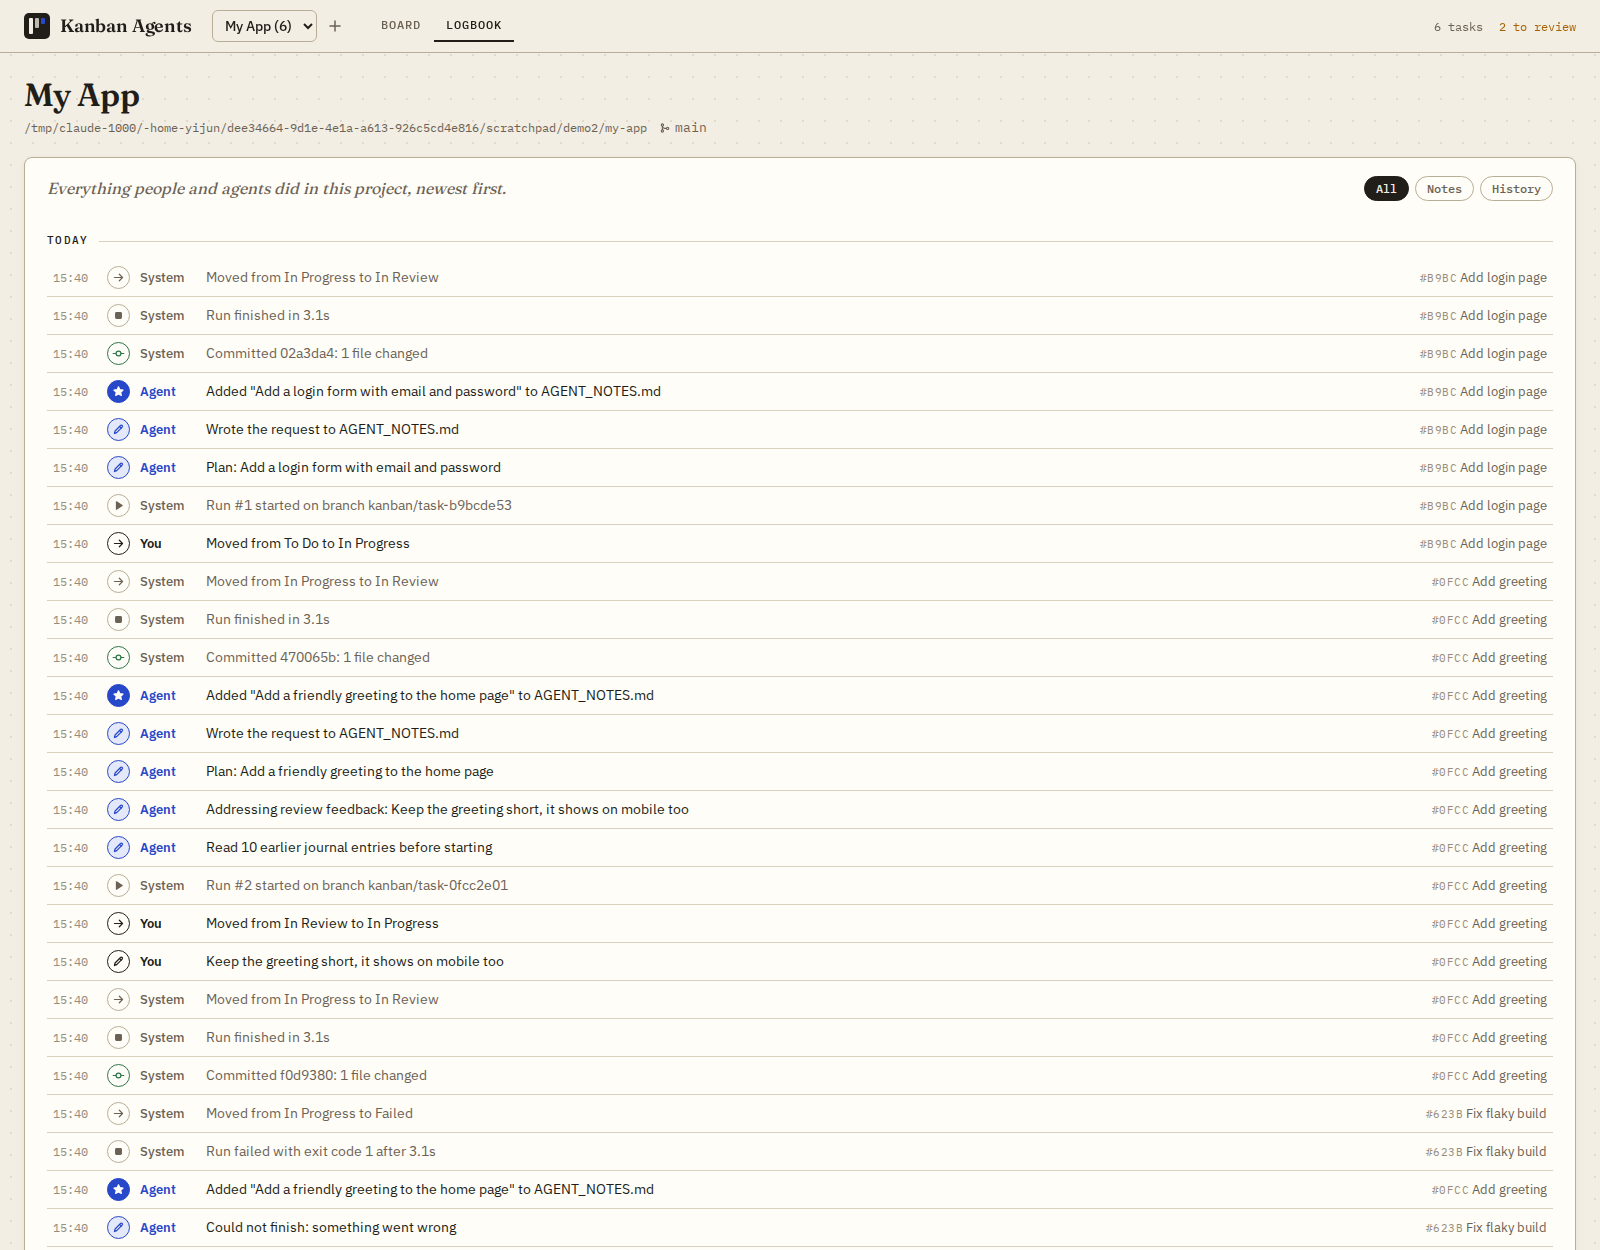 Kanban Agents My App (6) + BOARD LOGBOOK 6 tasks 2 to review
My App
/tmp/claude-1000/-home-yijun/dee34664-9d1e-4e1a-a613-926c5cd4e816/scratchpad/demo2/my-app main
Everything people and agents did in this project, newest first. All Notes History
TODAY
15:40 System Moved from In Progress to In Review #B9BC Add login page
15:40 System Run finished in 3.1s #B9BC Add login page
15:40 System Committed 02a3da4: 1 file changed #B9BC Add login page
15:40 Agent Added "Add a login form with email and password" to AGENT_NOTES.md #B9BC Add login page
15:40 Agent Wrote the request to AGENT_NOTES.md #B9BC Add login page
15:40 Agent Plan: Add a login form with email and password #B9BC Add login page
15:40 System Run #1 started on branch kanban/task-b9bcde53 #B9BC Add login page
15:40 You Moved from To Do to In Progress #B9BC Add login page
15:40 System Moved from In Progress to In Review #0FCC Add greeting
15:40 System Run finished in 3.1s #0FCC Add greeting
15:40 System Committed 470065b: 1 file changed #0FCC Add greeting
15:40 Agent Added "Add a friendly greeting to the home page" to AGENT_NOTES.md #0FCC Add greeting
15:40 Agent Wrote the request to AGENT_NOTES.md #0FCC Add greeting
15:40 Agent Plan: Add a friendly greeting to the home page #0FCC Add greeting
15:40 Agent Addressing review feedback: Keep the greeting short, it shows on mobile too #0FCC Add greeting
15:40 Agent Read 10 earlier journal entries before starting #0FCC Add greeting
15:40 System Run #2 started on branch kanban/task-0fcc2e01 #0FCC Add greeting
15:40 You Moved from In Review to In Progress #0FCC Add greeting
15:40 You Keep the greeting short, it shows on mobile too #0FCC Add greeting
15:40 System Moved from In Progress to In Review #0FCC Add greeting
15:40 System Run finished in 3.1s #0FCC Add greeting
15:40 System Committed f0d9380: 1 file changed #0FCC Add greeting
15:40 System Moved from In Progress to Failed #623B Fix flaky build
15:40 System Run failed with exit code 1 after 3.1s #623B Fix flaky build
15:40 Agent Added "Add a friendly greeting to the home page" to AGENT_NOTES.md #0FCC Add greeting
15:40 Agent Could not finish: something went wrong #623B Fix flaky build